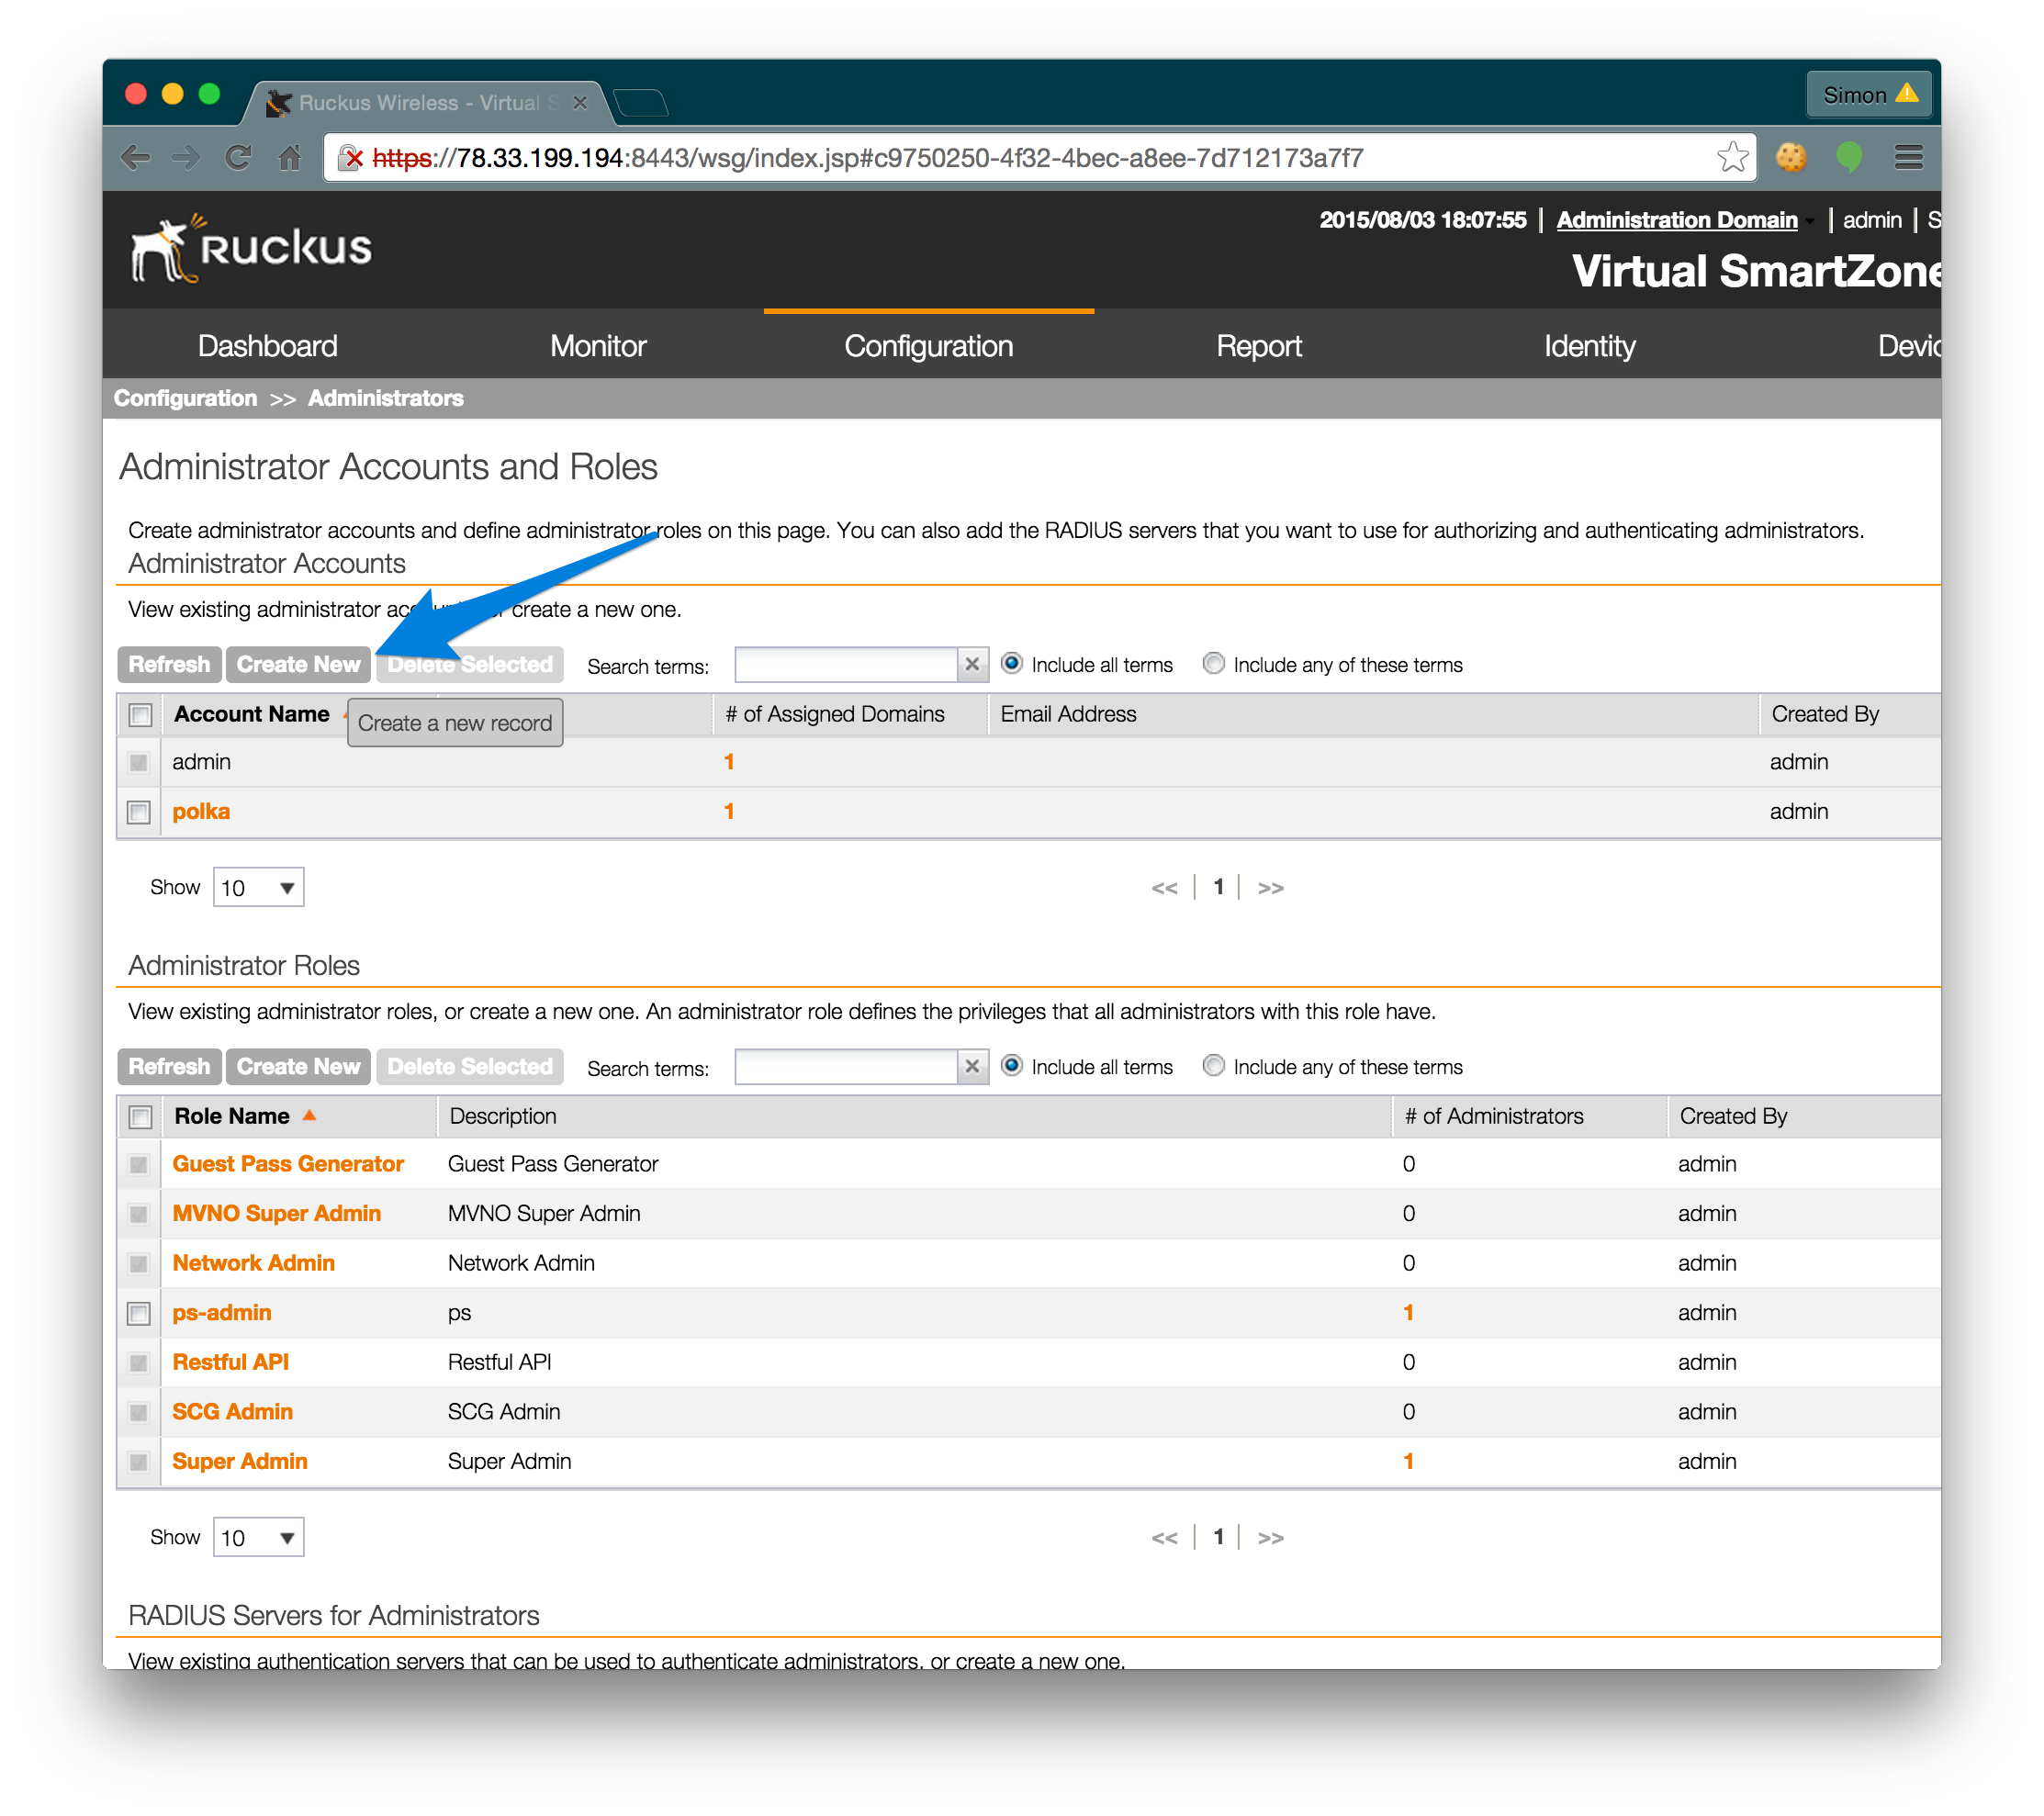 Ruckus Wireless - Virtual S
Simon
https://78.33.199.194:8443/wsg/index.jsp#c9750250-4f32-4bec-a8ee-7d712173a7f7
2015/08/03 18:07:55 | Administration Domain | admin | S
RUCKUS
Virtual SmartZone
Dashboard Monitor Configuration Report Identity Devic
Configuration >> Administrators
Administrator Accounts and Roles
Create administrator accounts and define administrator roles on this page. You can also add the RADIUS servers that you want to use for authorizing and authenticating administrators.
Administrator Accounts
View existing administrator create a new one.
Refresh Create New Delete Selected Search terms: Include all terms Include any of these terms
Account Name # of Assigned Domains Email Address Created By
Create a new record
admin 1 admin
polka 1 admin
Show 10 << | 1 | >>
Administrator Roles
View existing administrator roles, or create a new one. An administrator role defines the privileges that all administrators with this role have.
Refresh Create New Delete Selected Search terms: Include all terms Include any of these terms
Role Name Description # of Administrators Created By
Guest Pass Generator Guest Pass Generator 0 admin
MVNO Super Admin MVNO Super Admin 0 admin
Network Admin Network Admin 0 admin
ps-admin ps 1 admin
Restful API Restful API 0 admin
SCG Admin SCG Admin 0 admin
Super Admin Super Admin 1 admin
Show 10 << | 1 | >>
RADIUS Servers for Administrators
View existing authentication servers that can be used to authenticate administrators, or create a new one.